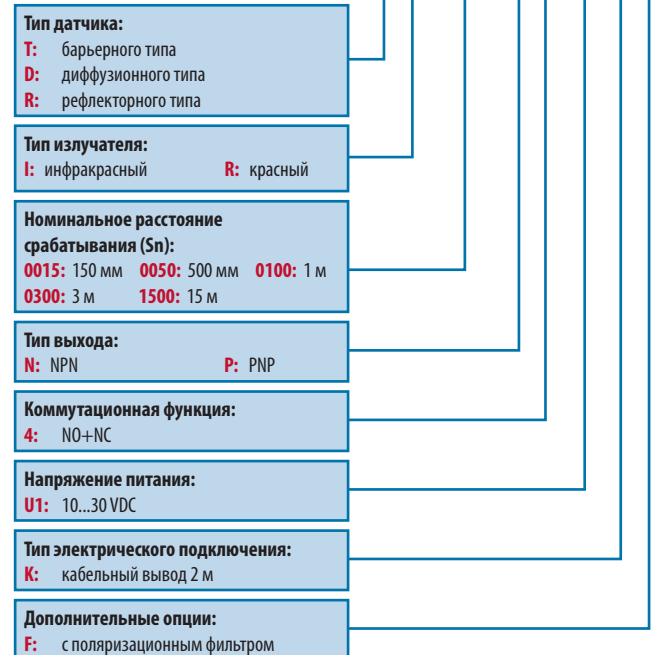 Тип датчика:
T: барьерного типа
D: диффузионного типа
R: рефлекторного типа
Тип излучателя:
I: инфракрасный R: красный
Номинальное расстояние
срабатывания (Sn):
0015: 150 мм 0050: 500 мм 0100: 1 м
0300: 3 м 1500: 15 м
Тип выхода:
N: NPN P: PNP
Коммутационная функция:
4: NO+NC
Напряжение питания:
U1: 10...30 VDC
Тип электрического подключения:
K: кабельный вывод 2 м
Дополнительные опции:
F: с поляризационным фильтром